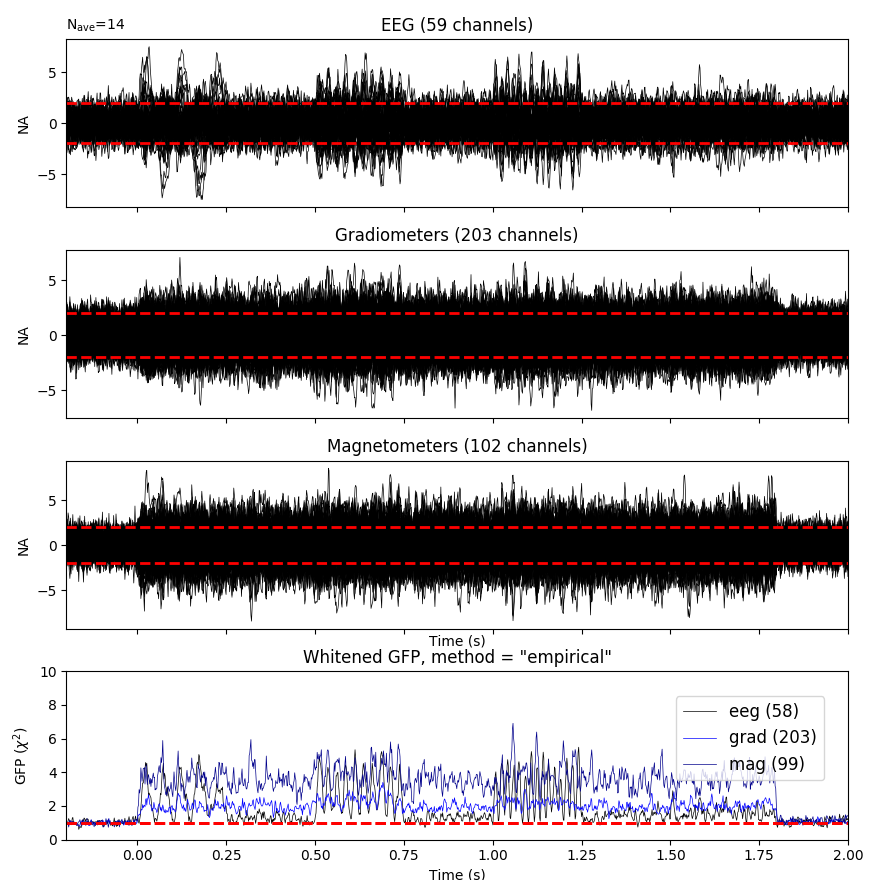 N_ave=14
EEG (59 channels)
5
0
−5
NA
Gradiometers (203 channels)
5
0
−5
NA
Magnetometers (102 channels)
5
0
−5
NA
Time (s)
Whitened GFP, method = "empirical"
10
8
6
4
2
0
GFP (χ²)
eeg (58)
grad (203)
mag (99)
0.00 0.25 0.50 0.75 1.00 1.25 1.50 1.75 2.00
Time (s)